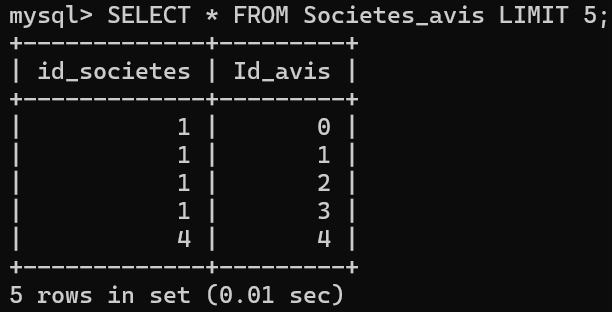 mysql> SELECT * FROM Societes_avis LIMIT 5;
+--------------+---------+
| id_societes | Id_avis |
+--------------+---------+
|           1 |       0 |
|           1 |       1 |
|           1 |       2 |
|           1 |       3 |
|           4 |       4 |
+--------------+---------+
5 rows in set (0.01 sec)